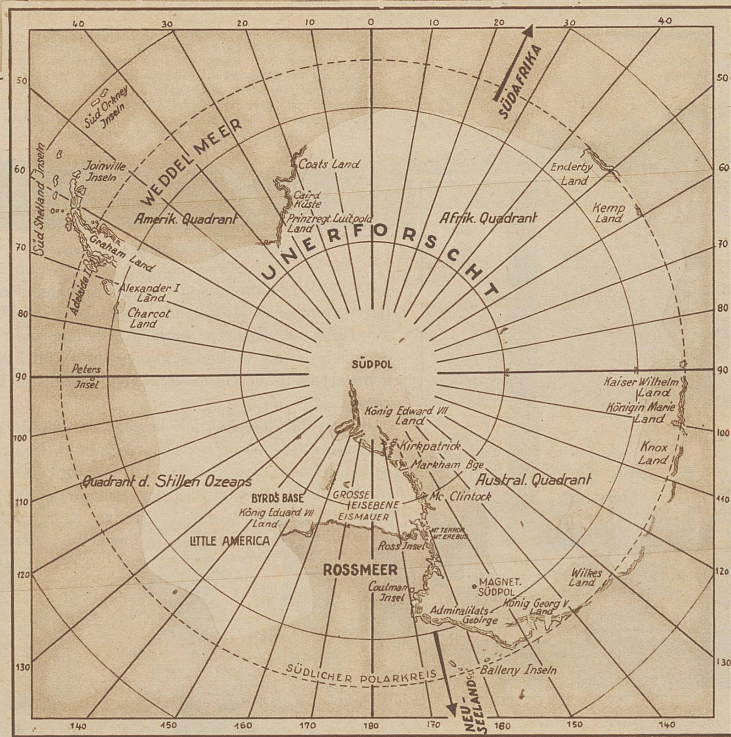 40
30
20
10
0
10
20
30
40
50
50
SÜDAFRIKA
Süd Orkney
Inseln
WEDDELMEER
Joinville
Inseln
Süd Shetland Inseln
60
60
Coats Land
Caird
Küste
Prinzregt. Luitpold
Land
Enderby
Land
Kemp
Land
Amerik. Quadrant
Afrik. Quadrant
UNERFORSCHT
Graham Land
70
70
Adelaide I
Alexander I
Land
Charcot
Land
80
80
SÜDPOL
Peters
Insel
90
90
Kaiser Wilhelm
Land
Königin Marie
Land
König Edward VII
Land
100
100
Kirkpatrick
Markham Bge
Knox
Land
Quadrant d. Stillen Ozeans
Austral. Quadrant
110
110
BYRD'S BASE
König Eduard VII
Land
GROSSE
EISEBENE
EISMAUER
Mc. Clintock
LITTLE AMERICA
Ross Insel
MT TERROR
MT EREBUS
ROSSMEER
120
120
Coulman
Insel
MAGNET.
SÜDPOL
Wilkes
Land
Admiralitäts
Gebirge
König Georg V
Land
130
130
SÜDLICHER POLARKREIS
Balleny Inseln
NEU-
SEELAND
140
150
160
170
180
170
160
150
140